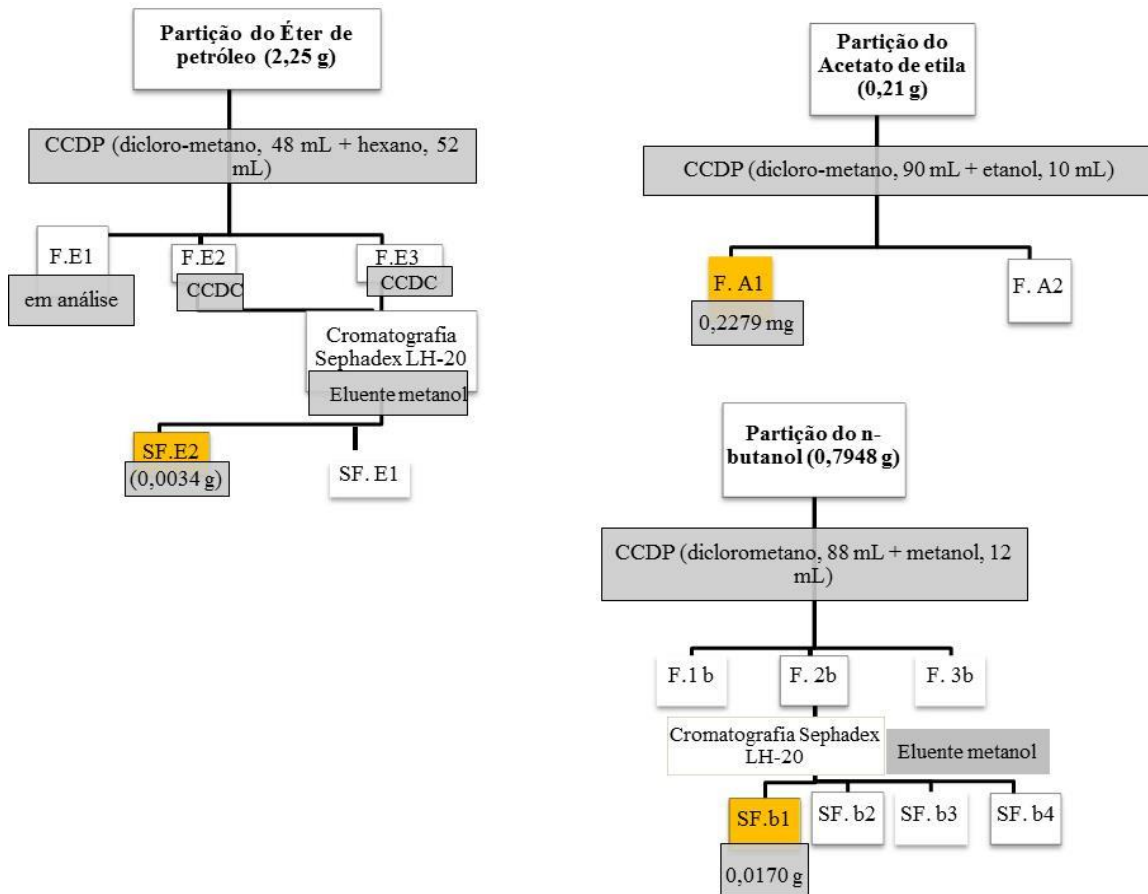 Partição do Éter de
petróleo (2,25 g)
CCDP (dicloro-metano, 48 mL + hexano, 52
mL)
F.E1
em análise
F.E2
CCDC
F.E3
CCDC
Cromatografia
Sephadex LH-20
Eluente metanol
SF.E2
(0,0034 g)
SF. E1
Partição do
Acetato de etila
(0,21 g)
CCDP (dicloro-metano, 90 mL + etanol, 10 mL)
F. A1
0,2279 mg
F. A2
Partição do n-
butanol (0,7948 g)
CCDP (diclorometano, 88 mL + metanol, 12
mL)
F.1 b
F. 2b
F. 3b
Cromatografia Sephadex
LH-20
Eluente metanol
SF.b1
0,0170 g
SF. b2
SF. b3
SF. b4